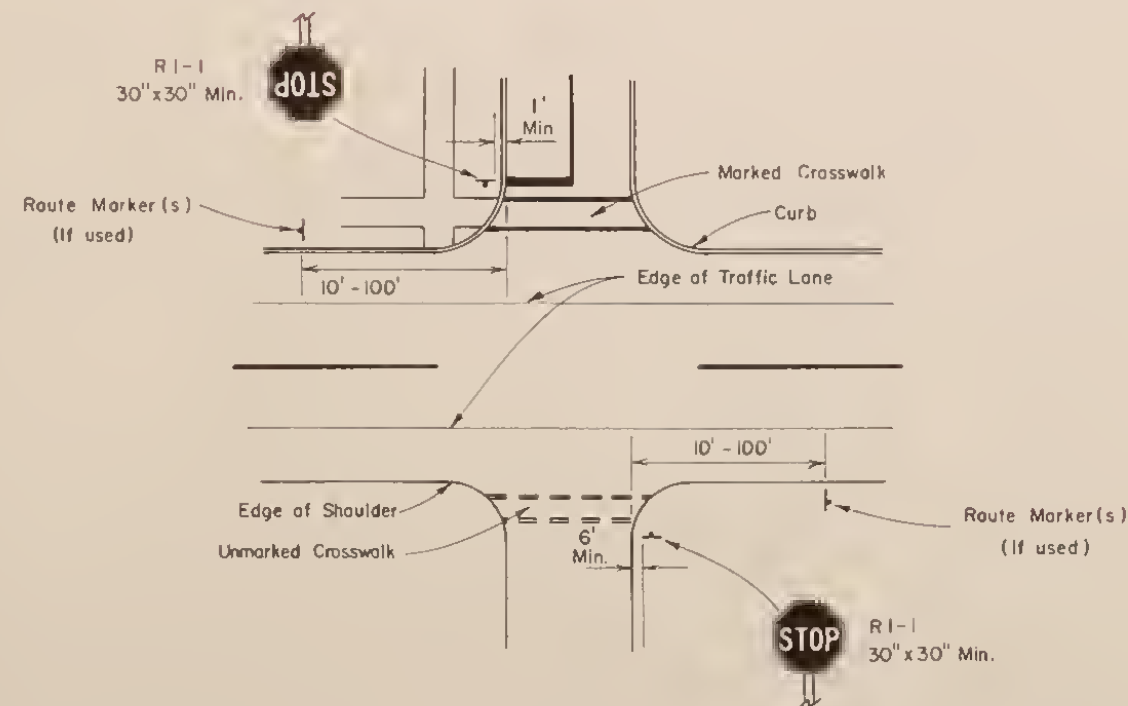 R1-1
30"x30" Min.
STOP
1'
Min
Marked Crosswalk
Curb
Route Marker(s)
(If used)
10'-100'
Edge of Traffic Lane
10'-100'
Edge of Shoulder
Unmarked Crosswalk
6'
Min.
Route Marker(s)
(If used)
STOP
R1-1
30"x30" Min.